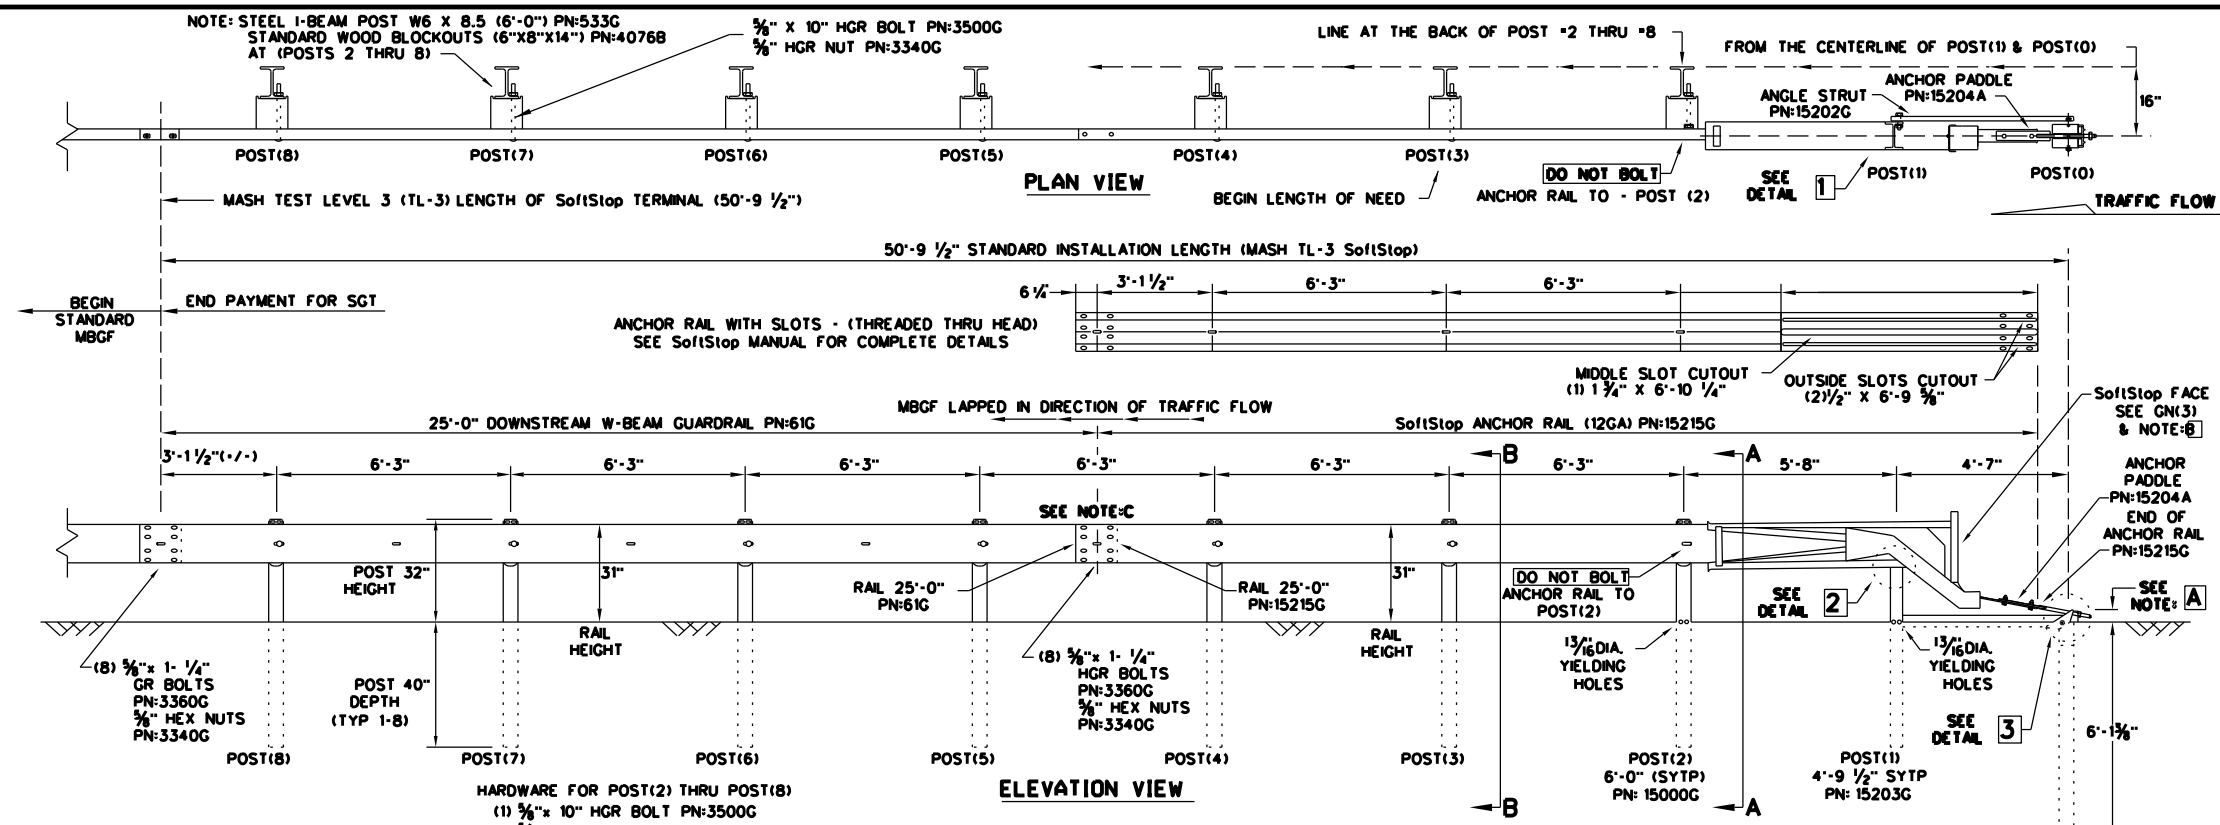 NOTE: STEEL I-BEAM POST W6 X 8.5 (6'-0") PN:533G
STANDARD WOOD BLOCKOUTS (6"X8"X14") PN:4076B
AT (POSTS 2 THRU 8)
5/8" X 10" HGR BOLT PN:3500G
5/8" HGR NUT PN:3340G
LINE AT THE BACK OF POST #2 THRU #8
FROM THE CENTERLINE OF POST(1) & POST(0)
ANCHOR PADDLE
PN:15204A
ANGLE STRUT
PN:15202G
16"
POST(8)
POST(7)
POST(6)
POST(5)
POST(4)
POST(3)
DO NOT BOLT
ANCHOR RAIL TO - POST (2)
SEE
DETAIL 1
POST(1)
POST(0)
PLAN VIEW
MASH TEST LEVEL 3 (TL-3) LENGTH OF SoftStop TERMINAL (50'-9 1/2")
BEGIN LENGTH OF NEED
TRAFFIC FLOW
50'-9 1/2" STANDARD INSTALLATION LENGTH (MASH TL-3 SoftStop)
BEGIN
STANDARD
MBGF
END PAYMENT FOR SGT
6 1/4"
3'-1 1/2"
6'-3"
6'-3"
ANCHOR RAIL WITH SLOTS - (THREADED THRU HEAD)
SEE SoftStop MANUAL FOR COMPLETE DETAILS
MIDDLE SLOT CUTOUT
(1) 1 3/4" X 6'-10 1/4"
OUTSIDE SLOTS CUTOUT
(2) 1/2" X 6'-9 5/8"
SoftStop FACE
SEE GN(3)
& NOTE:B
MBGF LAPPED IN DIRECTION OF TRAFFIC FLOW
25'-0" DOWNSTREAM W-BEAM GUARDRAIL PN:61G
SoftStop ANCHOR RAIL (12GA) PN:15215G
3'-1 1/2"(+/-)
6'-3"
6'-3"
6'-3"
6'-3"
6'-3"
6'-3"
5'-8"
4'-7"
B
A
ANCHOR
PADDLE
PN:15204A
END OF
ANCHOR RAIL
PN:15215G
SEE NOTE:C
POST 32"
HEIGHT
31"
RAIL
HEIGHT
RAIL 25'-0"
PN:61G
RAIL 25'-0"
PN:15215G
31"
RAIL
HEIGHT
DO NOT BOLT
ANCHOR RAIL TO
POST(2)
SEE
DETAIL 2
SEE
NOTE: A
(8) 5/8"x 1- 1/4"
GR BOLTS
PN:3360G
5/8" HEX NUTS
PN:3340G
POST 40"
DEPTH
(TYP 1-8)
(8) 5/8"x 1- 1/4"
HGR BOLTS
PN:3360G
5/8" HEX NUTS
PN:3340G
13/16"DIA.
YIELDING
HOLES
13/16"DIA.
YIELDING
HOLES
SEE
DETAIL 3
6'-1 3/8"
POST(8)
POST(7)
POST(6)
POST(5)
POST(4)
POST(3)
POST(2)
6'-0" (SYTP)
PN: 15000G
POST(1)
4'-9 1/2" SYTP
PN: 15203G
HARDWARE FOR POST(2) THRU POST(8)
(1) 5/8"x 10" HGR BOLT PN:3500G
ELEVATION VIEW
B
A